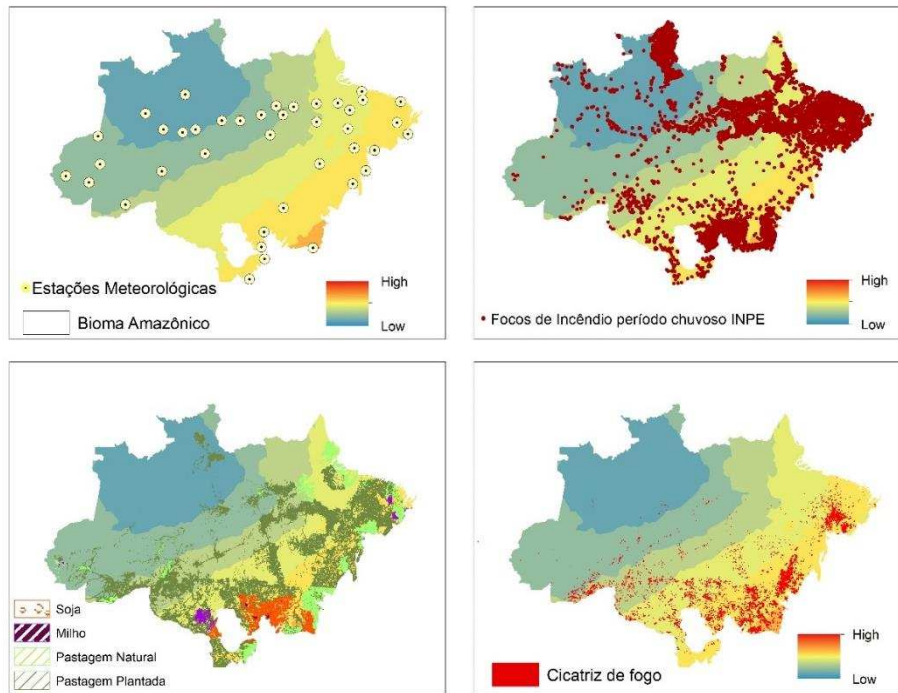 Estações Meteorológicas
Bioma Amazônico
High
Low
Focos de Incêndio período chuvoso INPE
High
Low
Soja
Milho
Pastagem Natural
Pastagem Plantada
Cicatriz de fogo
High
Low